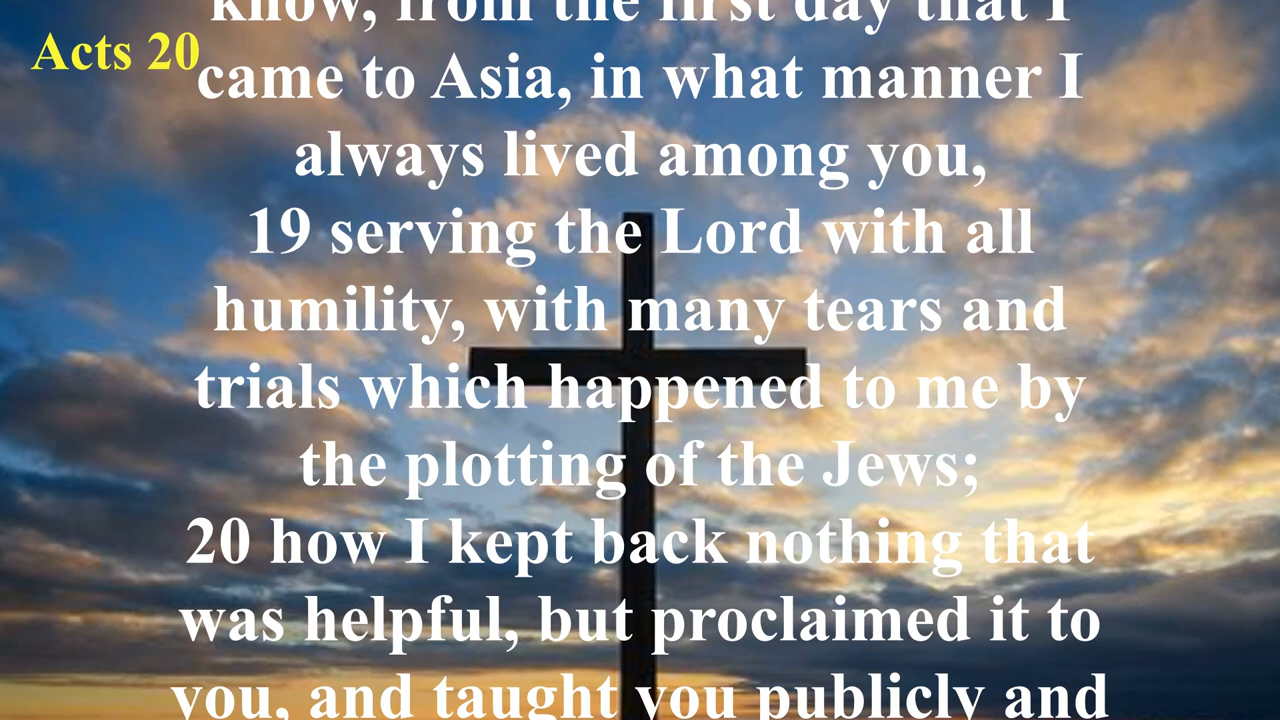 know, from the first day that I
Acts 20
came to Asia, in what manner I
always lived among you,
19 serving the Lord with all
humility, with many tears and
trials which happened to me by
the plotting of the Jews;
20 how I kept back nothing that
was helpful, but proclaimed it to
you, and taught you publicly and